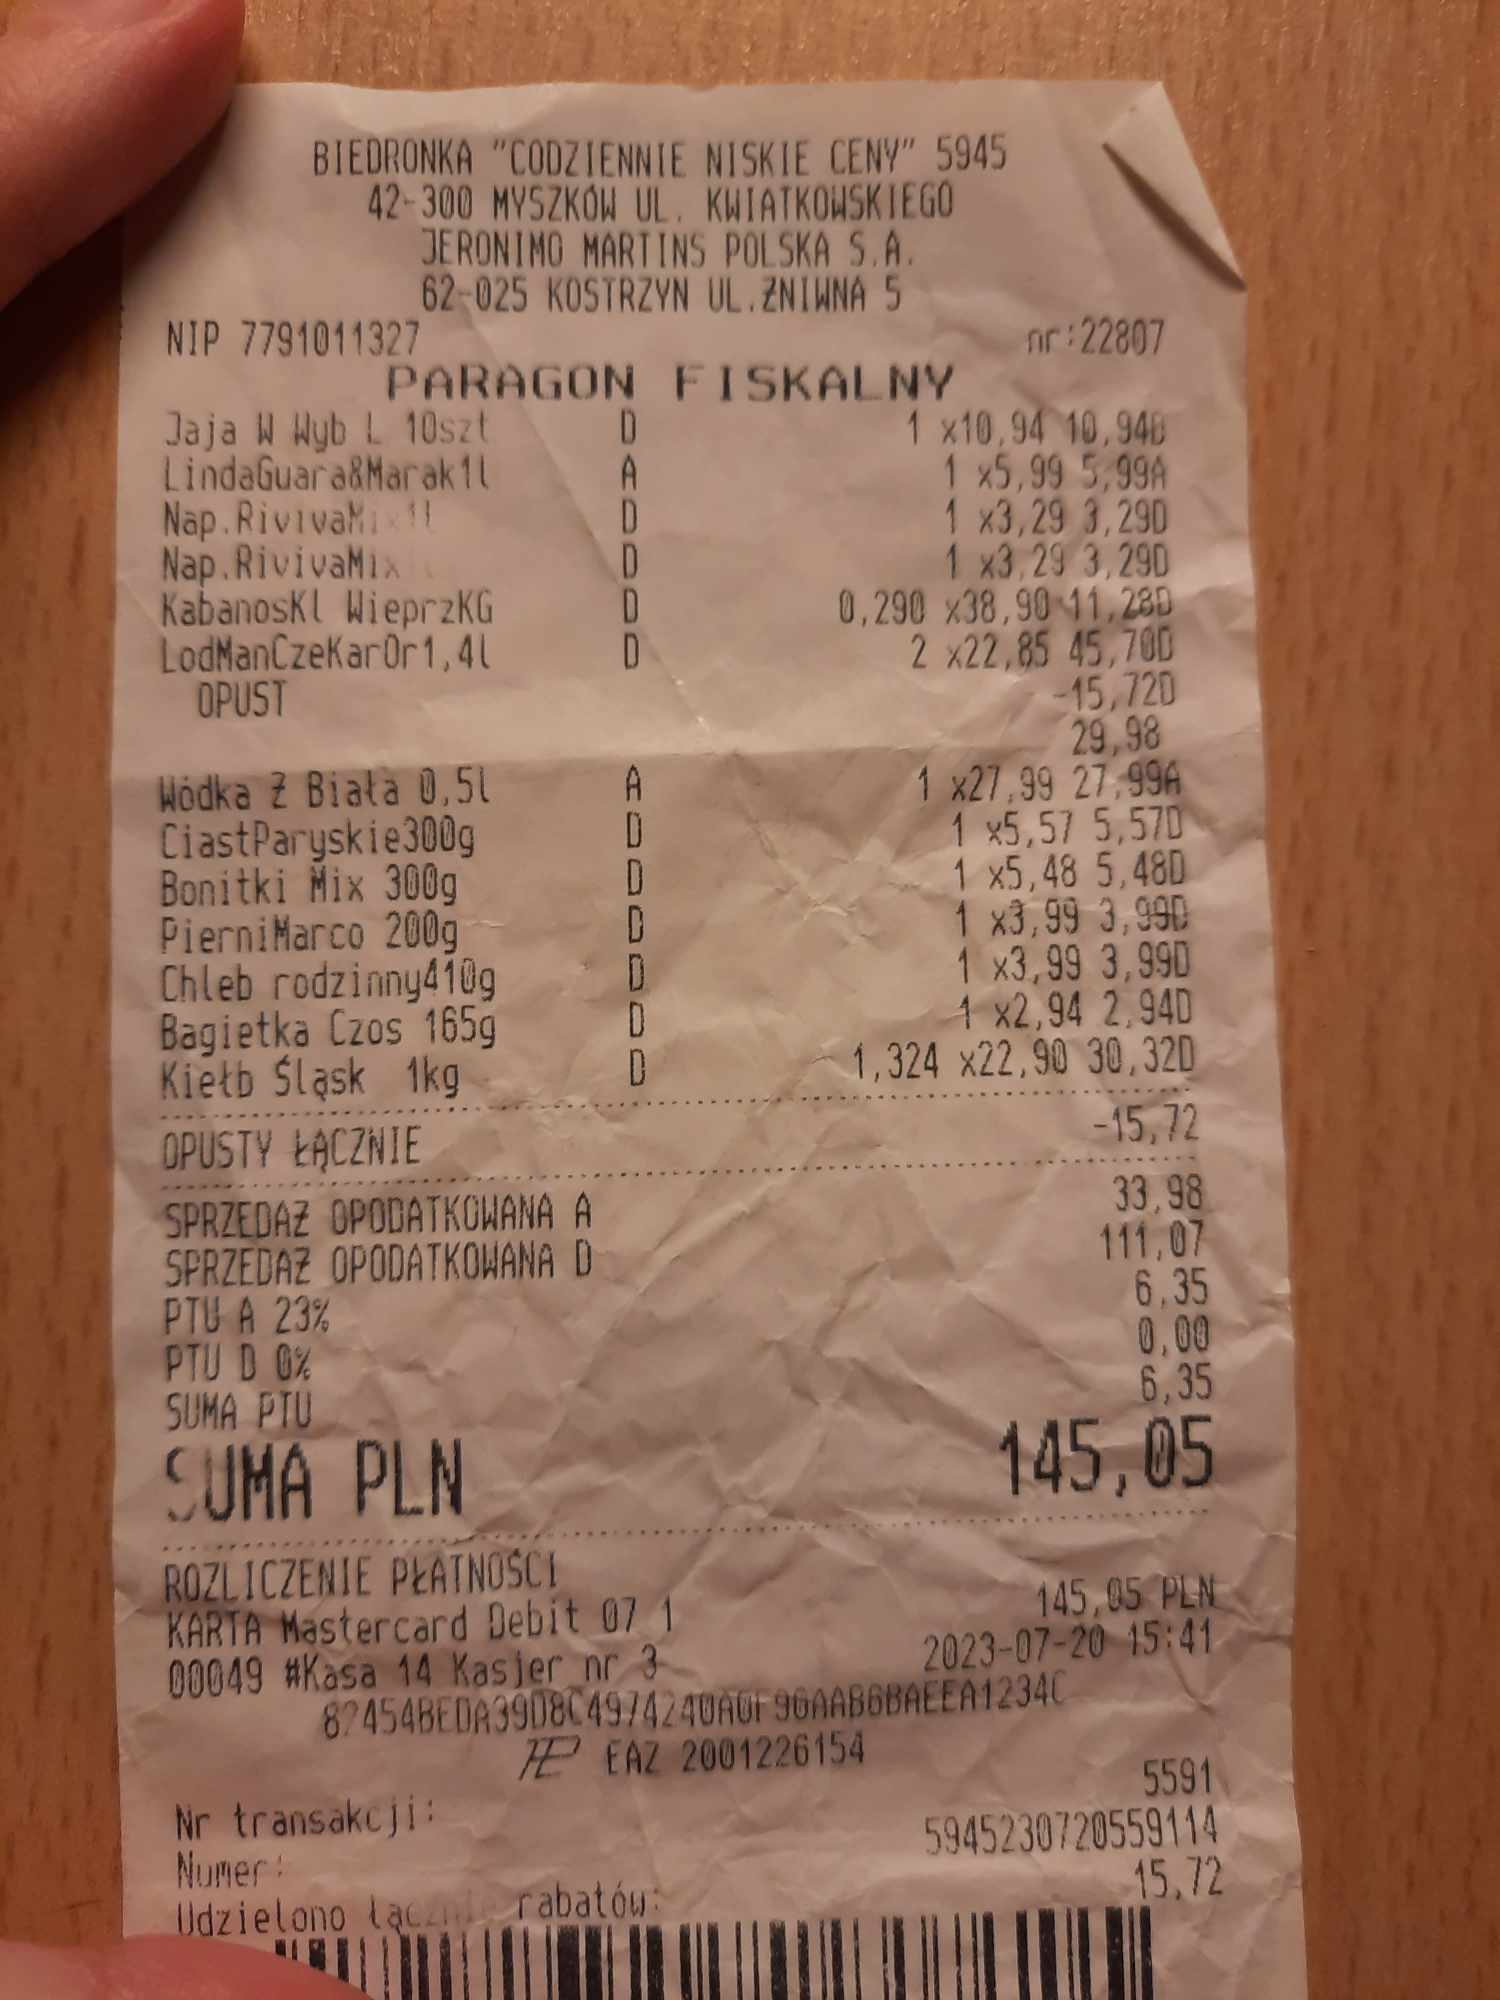 BIEDRONKA "CODZIENNIE NISKIE CENY" 5945
42-300 MYSZKÓW UL. KWIATKOWSKIEGO
JERONIMO MARTINS POLSKA S.A.
62-025 KOSTRZYN UL.ŻNIWNA 5
NIP 7791011327 nr:22807
PARAGON FISKALNY
Jaja W Wyb L 10szt D 1 x10,94 10,94D
LindaGuara&Marak1l A 1 x5,99 5,99A
Nap.RivivaMix1l D 1 x3,29 3,29D
Nap.RivivaMix D 1 x3,29 3,29D
KabanosKl WieprzKG D 0,290 x38,90 11,28D
LodManCzeKarOr1,4l D 2 x22,85 45,70D
OPUST -15,72D
29,98
Wódka Ż Biała 0,5l A 1 x27,99 27,99A
CiastParyskie300g D 1 x5,57 5,57D
Bonitki Mix 300g D 1 x5,48 5,48D
PierniMarco 200g D 1 x3,99 3,99D
Chleb rodzinny410g D 1 x3,99 3,99D
Bagietka Czos 165g D 1 x2,94 2,94D
Kiełb Śląsk 1kg D 1,324 x22,90 30,32D
OPUSTY ŁĄCZNIE -15,72
SPRZEDAŻ OPODATKOWANA A 33,98
SPRZEDAŻ OPODATKOWANA D 111,07
PTU A 23% 6,35
PTU D 0% 0,00
SUMA PTU 6,35
SUMA PLN 145,05
ROZLICZENIE PŁATNOŚCI
KARTA Mastercard Debit 07 1 145,05 PLN
00049 #Kasa 14 Kasjer nr 3 2023-07-20 15:41
EAZ 2001226154
Nr transakcji: 5591
Numer: 5945230720559114
Udzielono łącznie rabatów: 15,72